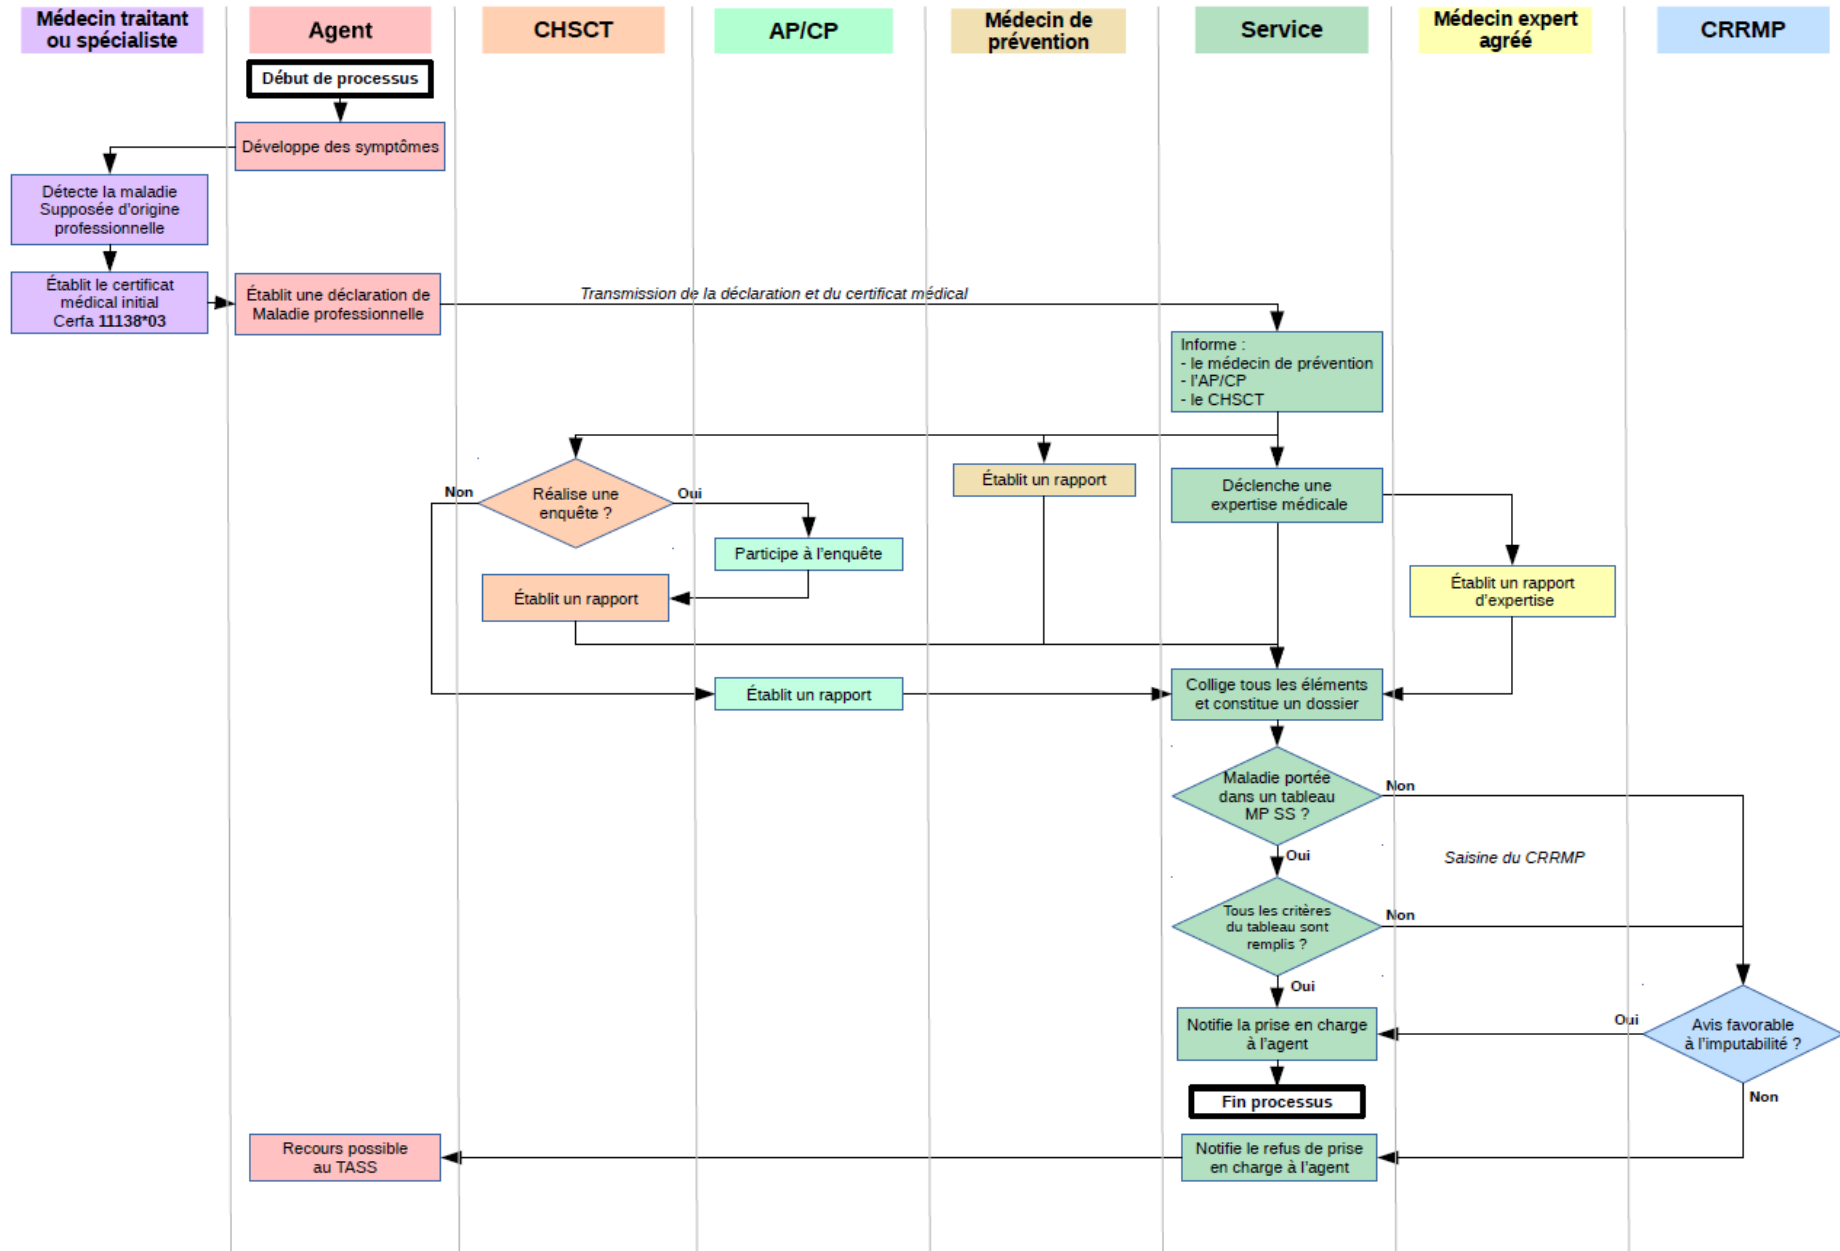 Médecin traitant
ou spécialiste
Agent
CHSCT
AP/CP
Médecin de
prévention
Service
Médecin expert
agréé
CRRMP
Début de processus
Développe des symptômes
Détecte la maladie
Supposée d'origine
professionnelle
Établit le certificat
médical initial
Cerfa 11138*03
Établit une déclaration de
Maladie professionnelle
Transmission de la déclaration et du certificat médical
Informe :
- le médecin de prévention
- l'AP/CP
- le CHSCT
Non
Réalise une
enquête ?
Oui
Établit un rapport
Déclenche une
expertise médicale
Participe à l'enquête
Établit un rapport
Établit un rapport
d'expertise
Établit un rapport
Collige tous les éléments
et constitue un dossier
Maladie portée
dans un tableau
MP SS ?
Non
Oui
Saisine du CRRMP
Tous les critères
du tableau sont
remplis ?
Non
Oui
Notifie la prise en charge
à l'agent
Oui
Avis favorable
à l'imputabilité ?
Non
Fin processus
Recours possible
au TASS
Notifie le refus de prise
en charge à l'agent